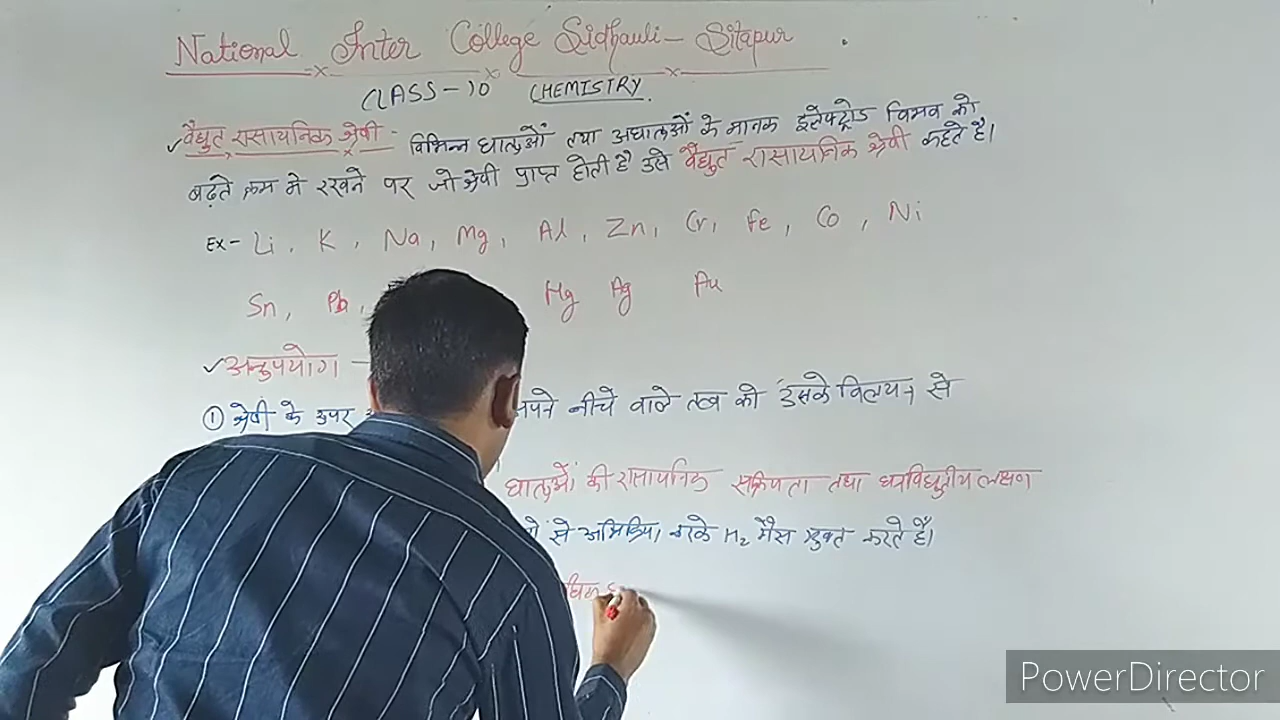 National Inter College Sidhauli - Sitapur .
CLASS-10 CHEMISTRY.
वैद्युत रासायनिक श्रेणी - विभिन्न धातुओं तथा अधातुओं के मानक इलेक्ट्रोड विभव को
बढ़ते क्रम मे रखने पर जो श्रेणी प्राप्त होती है उसे वैद्युत रासायनिक श्रेणी कहते है।
Ex- Li, K, Na, Mg, Al, Zn, Cr, Fe, Co, Ni
Sn, Pb, Hg Ag Au
अनुपयोग -
① श्रेणी के उपर अपने नीचे वाले तत्व को उसके विलयन से
धातुओं की रासायनिक सक्रियता तथा धनविद्युतीय लक्षण
से अभिक्रिया करके H₂ गैस मुक्त करते है।
PowerDirector